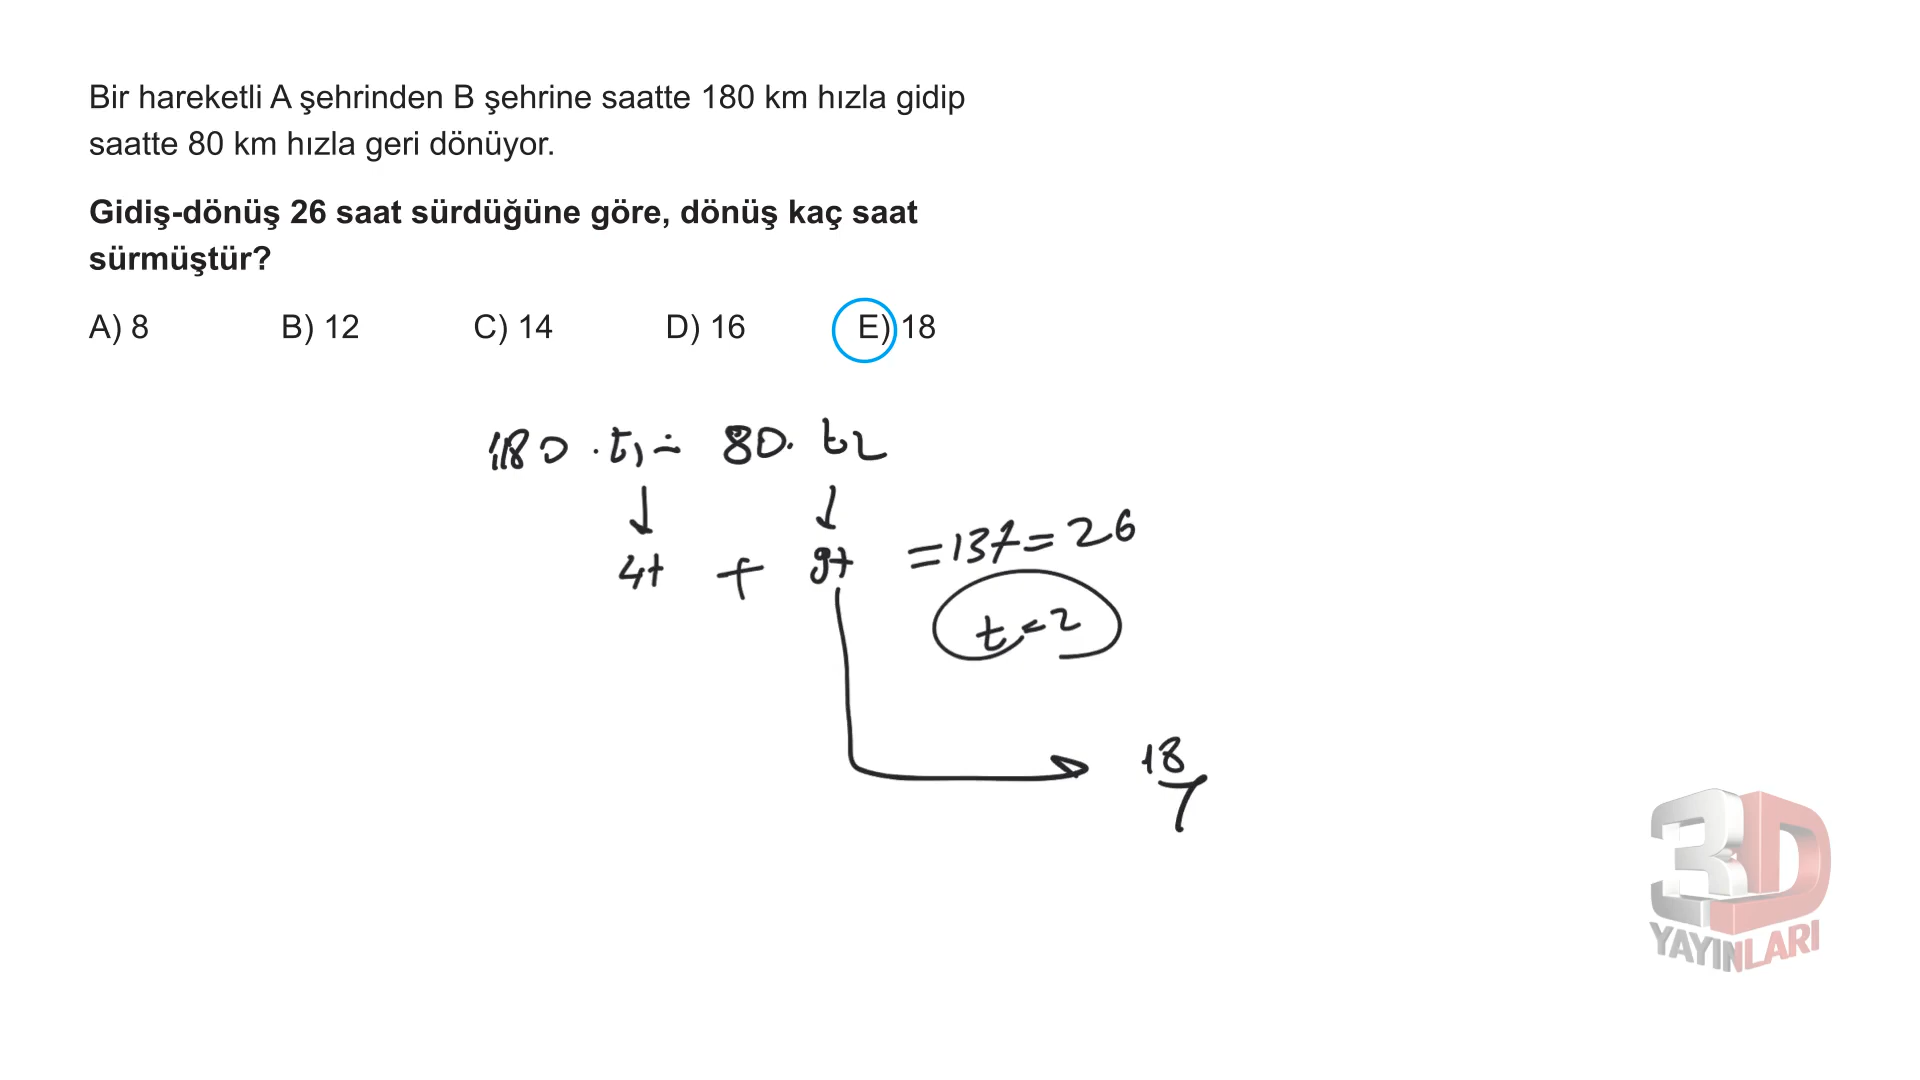 Bir hareketli A şehrinden B şehrine saatte 180 km hızla gidip
saatte 80 km hızla geri dönüyor.
Gidiş-dönüş 26 saat sürdüğüne göre, dönüş kaç saat
sürmüştür?
A) 8 B) 12 C) 14 D) 16 E) 18
180 . t1 = 80. t2
4t + 9t = 13t = 26
t = 2
18
3D
YAYINLARI